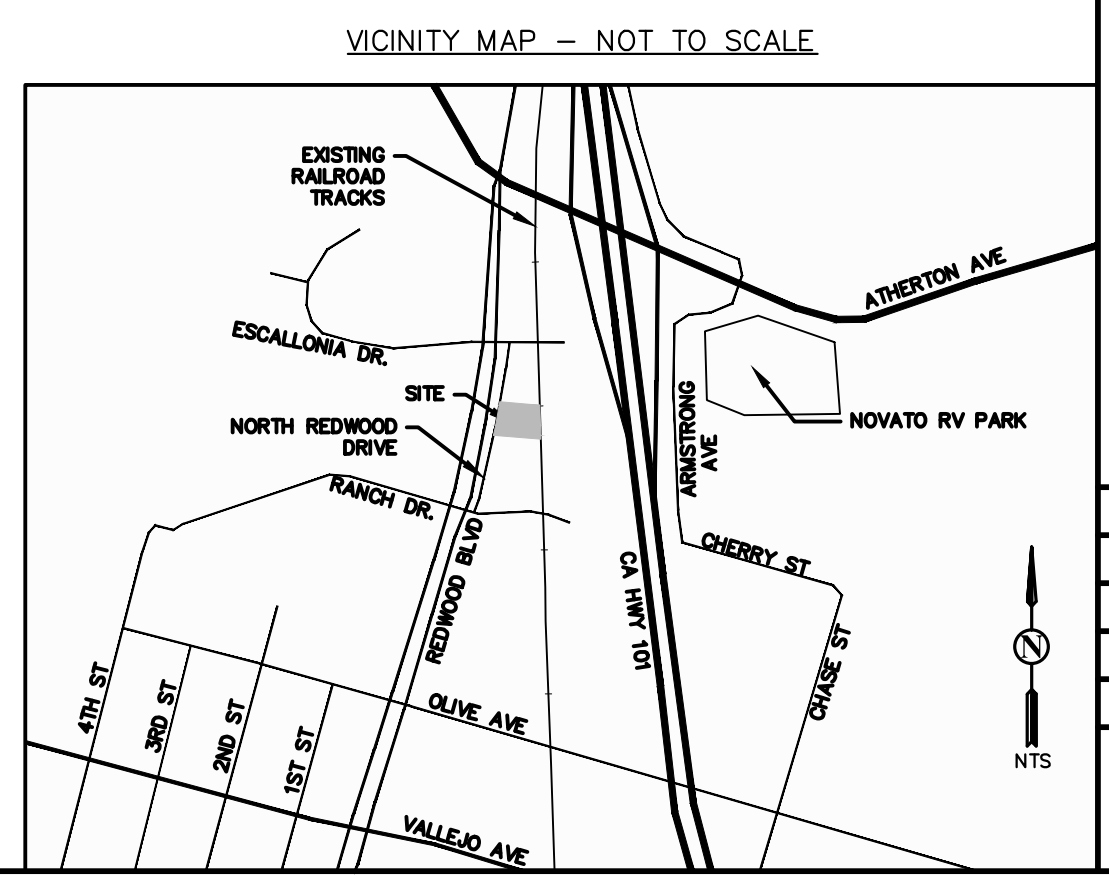 VICINITY MAP – NOT TO SCALE
EXISTING
RAILROAD
TRACKS
ATHERTON AVE
ESCALLONIA DR.
SITE
NORTH REDWOOD
DRIVE
ARMSTRONG
AVE
NOVATO RV PARK
RANCH DR.
REDWOOD BLVD
CHERRY ST
CA HWY 101
CHASE ST
N
NTS
4TH ST
3RD ST
2ND ST
1ST ST
OLIVE AVE
VALLEJO AVE